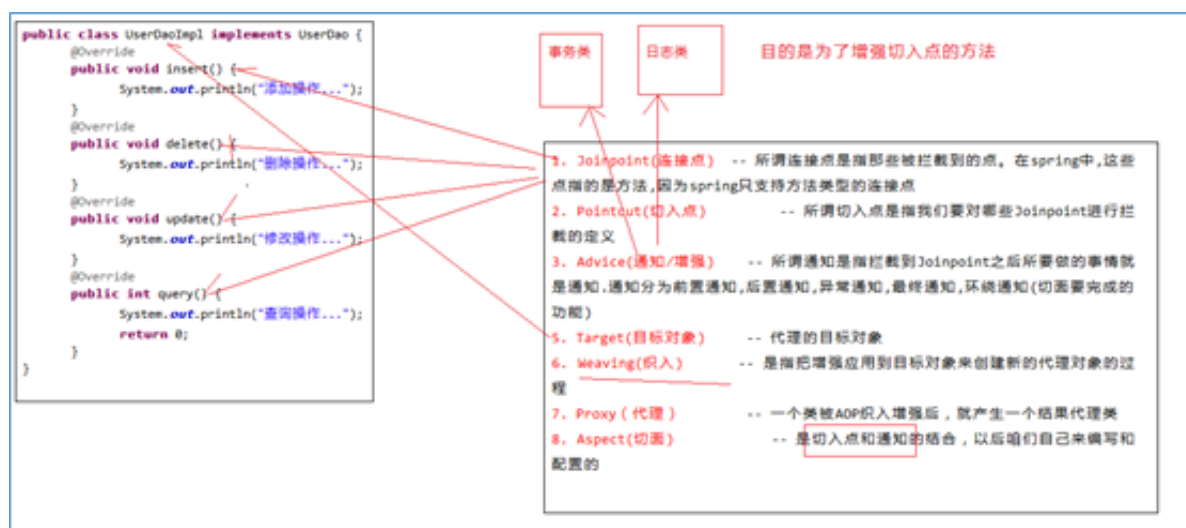 public class UserDaoImpl implements UserDao {
@Override
public void insert() {
System.out.println("添加操作...");
}
@Override
public void delete() {
System.out.println("删除操作...");
}
@Override
public void update() {
System.out.println("修改操作...");
}
@Override
public int query() {
System.out.println("查询操作...");
return 0;
}
}
事务类
日志类
目的是为了增强切入点的方法
1. Joinpoint(连接点) -- 所谓连接点是指那些被拦截到的点。在spring中,这些
点指的是方法,因为spring只支持方法类型的连接点
2. Pointcut(切入点) -- 所谓切入点是指我们要对哪些Joinpoint进行拦
截的定义
3. Advice(通知/增强) -- 所谓通知是指拦截到Joinpoint之后所要做的事情就
是通知.通知分为前置通知,后置通知,异常通知,最终通知,环绕通知(切面要完成的
功能)
5. Target(目标对象) -- 代理的目标对象
6. Weaving(织入) -- 是指把增强应用到目标对象来创建新的代理对象的过
程
7. Proxy（代理） -- 一个类被AOP织入增强后，就产生一个结果代理类
8. Aspect(切面) -- 是切入点和通知的结合，以后咱们自己来编写和
配置的